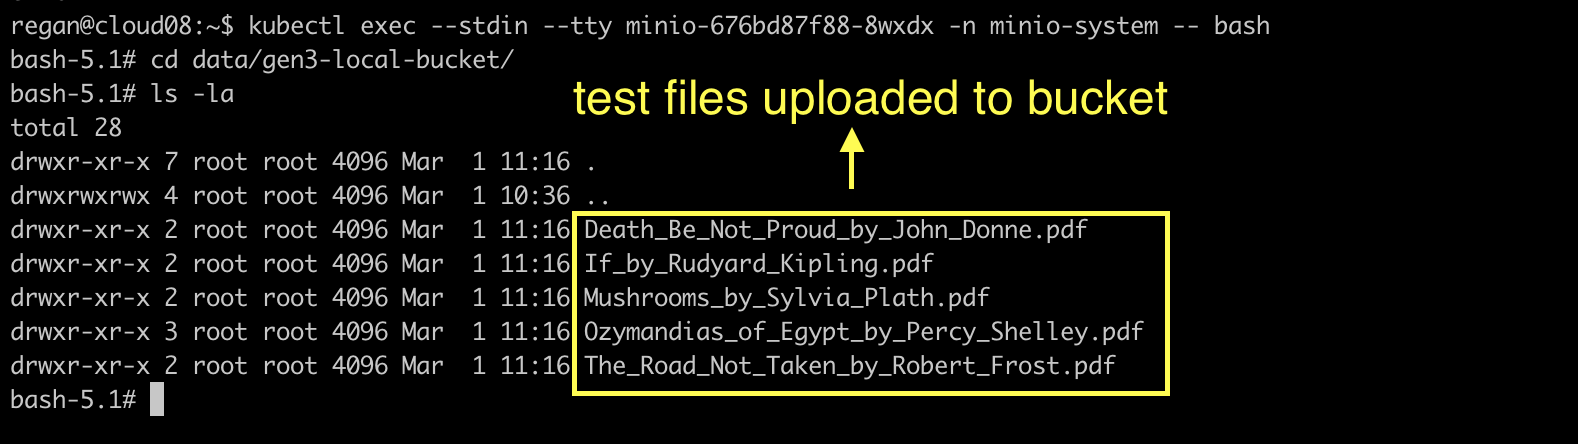 regan@cloud08:~$ kubectl exec --stdin --tty minio-676bd87f88-8wxdx -n minio-system -- bash
bash-5.1# cd data/gen3-local-bucket/
bash-5.1# ls -la
test files uploaded to bucket
total 28
drwxr-xr-x 7 root root 4096 Mar  1 11:16 .
drwxrwxrwx 4 root root 4096 Mar  1 10:36 ..
drwxr-xr-x 2 root root 4096 Mar  1 11:16 Death_Be_Not_Proud_by_John_Donne.pdf
drwxr-xr-x 2 root root 4096 Mar  1 11:16 If_by_Rudyard_Kipling.pdf
drwxr-xr-x 2 root root 4096 Mar  1 11:16 Mushrooms_by_Sylvia_Plath.pdf
drwxr-xr-x 3 root root 4096 Mar  1 11:16 Ozymandias_of_Egypt_by_Percy_Shelley.pdf
drwxr-xr-x 2 root root 4096 Mar  1 11:16 The_Road_Not_Taken_by_Robert_Frost.pdf
bash-5.1#